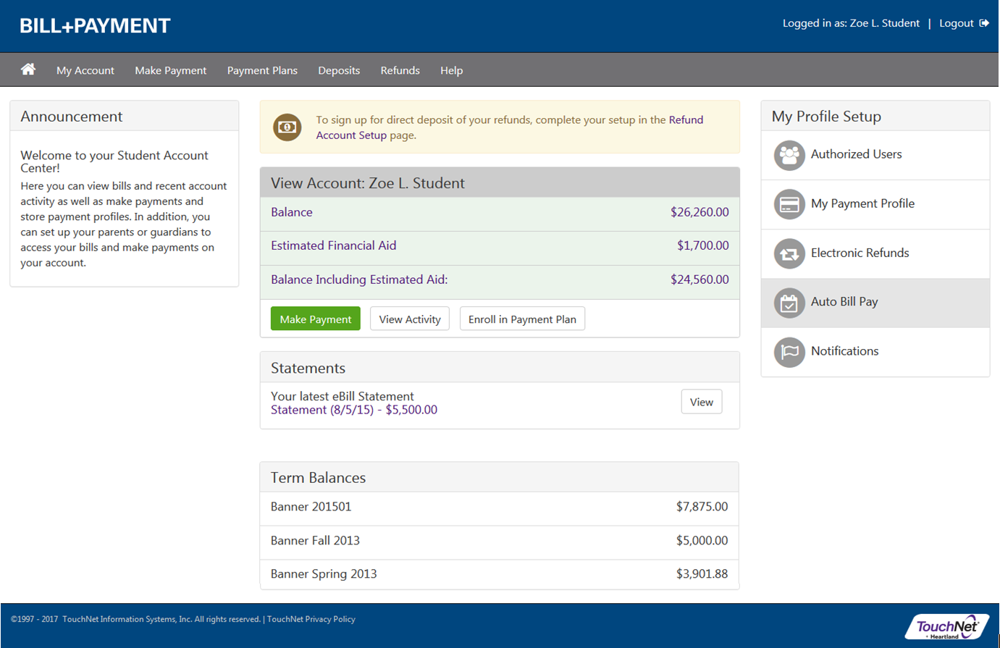 BILL+PAYMENT
Logged in as: Zoe L. Student | Logout
My Account Make Payment Payment Plans Deposits Refunds Help
Announcement
Welcome to your Student Account
Center!
Here you can view bills and recent account
activity as well as make payments and
store payment profiles. In addition, you
can set up your parents or guardians to
access your bills and make payments on
your account.
To sign up for direct deposit of your refunds, complete your setup in the Refund
Account Setup page.
View Account: Zoe L. Student
Balance $26,260.00
Estimated Financial Aid $1,700.00
Balance Including Estimated Aid: $24,560.00
Make Payment View Activity Enroll in Payment Plan
Statements
Your latest eBill Statement
Statement (8/5/15) - $5,500.00
View
Term Balances
Banner 201501 $7,875.00
Banner Fall 2013 $5,000.00
Banner Spring 2013 $3,901.88
My Profile Setup
Authorized Users
My Payment Profile
Electronic Refunds
Auto Bill Pay
Notifications
©1997 - 2017 TouchNet Information Systems, Inc. All rights reserved. | TouchNet Privacy Policy
TouchNet®
+ Heartland